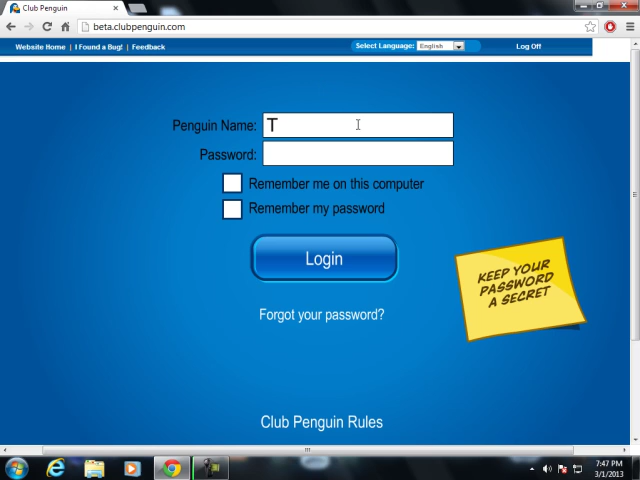 Club Penguin
beta.clubpenguin.com
Website Home | I Found a Bug! | Feedback
Select Language: English
Log Off
Penguin Name: T
Password:
Remember me on this computer
Remember my password
Login
KEEP YOUR
PASSWORD
A SECRET
Forgot your password?
Club Penguin Rules
7:47 PM
3/1/2013